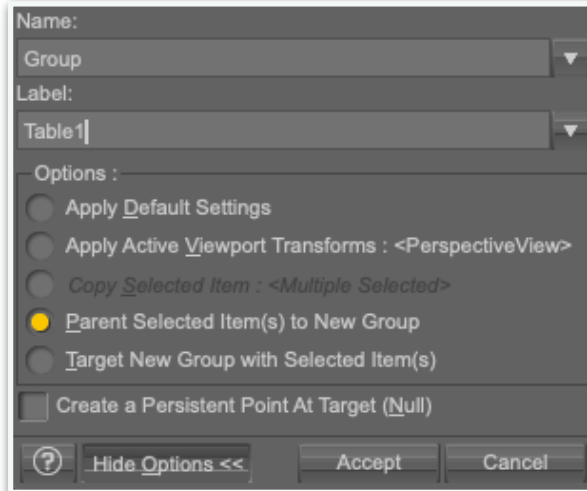 Name:
Group
Label:
Table1
Options :
Apply Default Settings
Apply Active Viewport Transforms : <PerspectiveView>
Copy Selected Item : <Multiple Selected>
Parent Selected Item(s) to New Group
Target New Group with Selected Item(s)
Create a Persistent Point At Target (Null)
? Hide Options << Accept Cancel